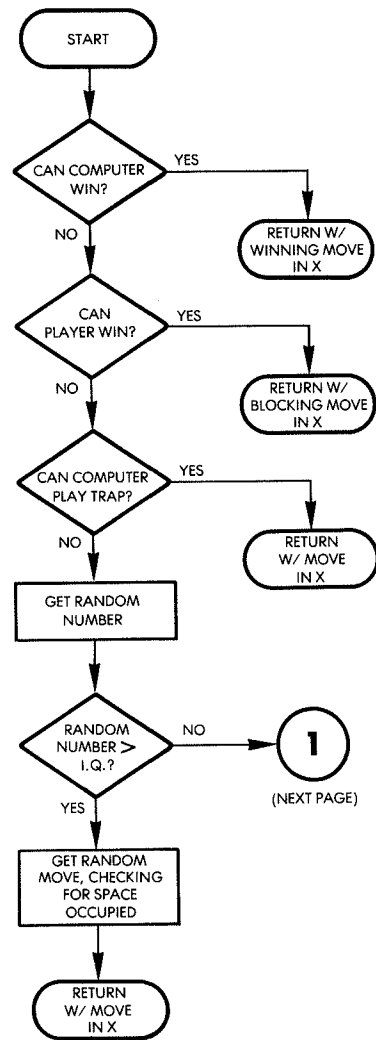 START
CAN COMPUTER
WIN?
YES
NO
RETURN W/
WINNING MOVE
IN X
CAN
PLAYER WIN?
YES
NO
RETURN W/
BLOCKING MOVE
IN X
CAN COMPUTER
PLAY TRAP?
YES
NO
RETURN
W/ MOVE
IN X
GET RANDOM
NUMBER
RANDOM
NUMBER >
I.Q.?
NO
YES
1
(NEXT PAGE)
GET RANDOM
MOVE, CHECKING
FOR SPACE
OCCUPIED
RETURN
W/ MOVE
IN X